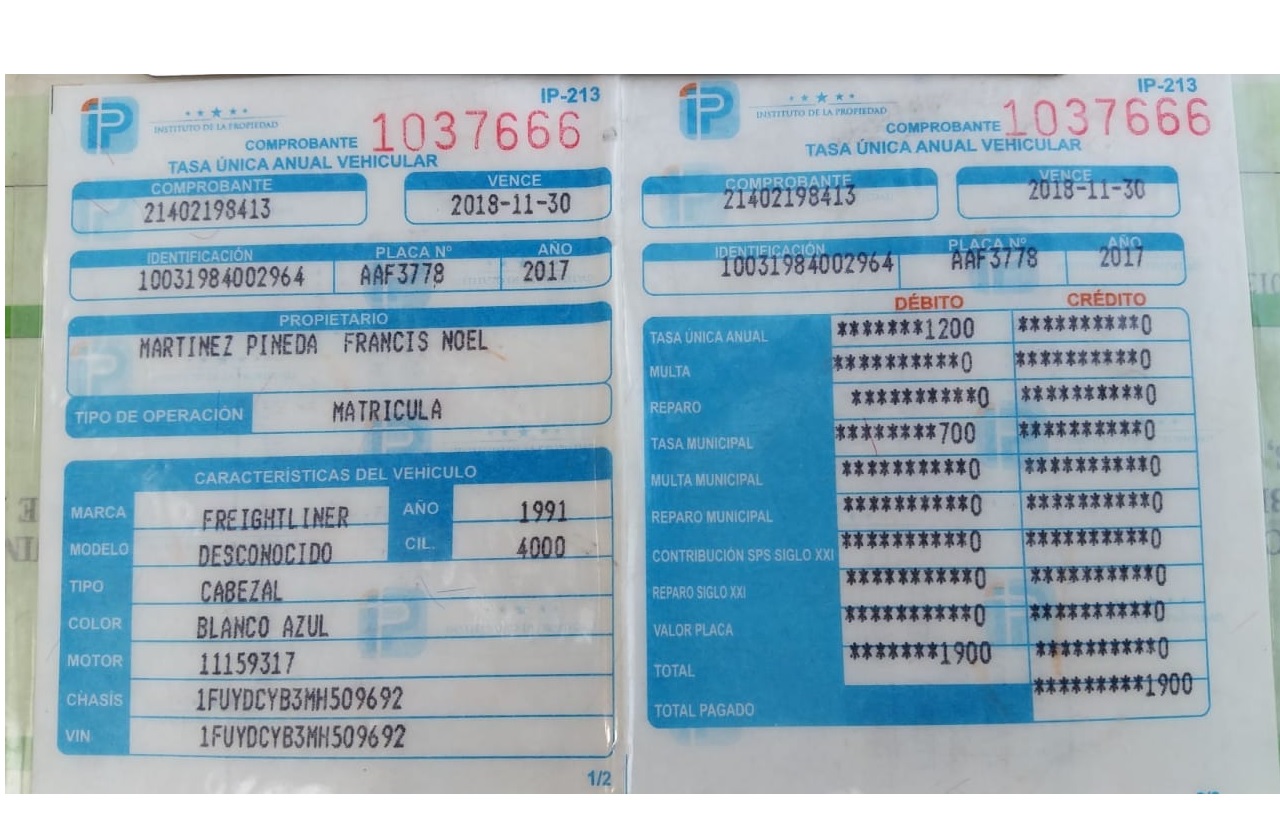 IP-213
iP
INSTITUTO DE LA PROPIEDAD
COMPROBANTE 1037666
TASA ÚNICA ANUAL VEHICULAR
COMPROBANTE VENCE
21402198413 2018-11-30
IDENTIFICACIÓN PLACA Nº AÑO
10031984002964 AAF3778 2017
PROPIETARIO
MARTINEZ PINEDA FRANCIS NOEL
TIPO DE OPERACIÓN MATRICULA
CARACTERÍSTICAS DEL VEHÍCULO
MARCA FREIGHTLINER AÑO 1991
MODELO DESCONOCIDO CIL. 4000
TIPO CABEZAL
COLOR BLANCO AZUL
MOTOR 11159317
CHASÍS 1FUYDCYB3MH509692
VIN 1FUYDCYB3MH509692
1/2
IP-213
iP
INSTITUTO DE LA PROPIEDAD
COMPROBANTE 1037666
TASA ÚNICA ANUAL VEHICULAR
COMPROBANTE VENCE
21402198413 2018-11-30
IDENTIFICACIÓN PLACA Nº AÑO
10031984002964 AAF3778 2017
DÉBITO CRÉDITO
TASA ÚNICA ANUAL *******1200 **********0
MULTA **********0 **********0
REPARO **********0 **********0
TASA MUNICIPAL ********700 **********0
MULTA MUNICIPAL **********0 **********0
REPARO MUNICIPAL **********0 **********0
CONTRIBUCIÓN SPS SIGLO XXI **********0 **********0
REPARO SIGLO XXI **********0 **********0
VALOR PLACA **********0 **********0
TOTAL *******1900 **********0
TOTAL PAGADO *********1900